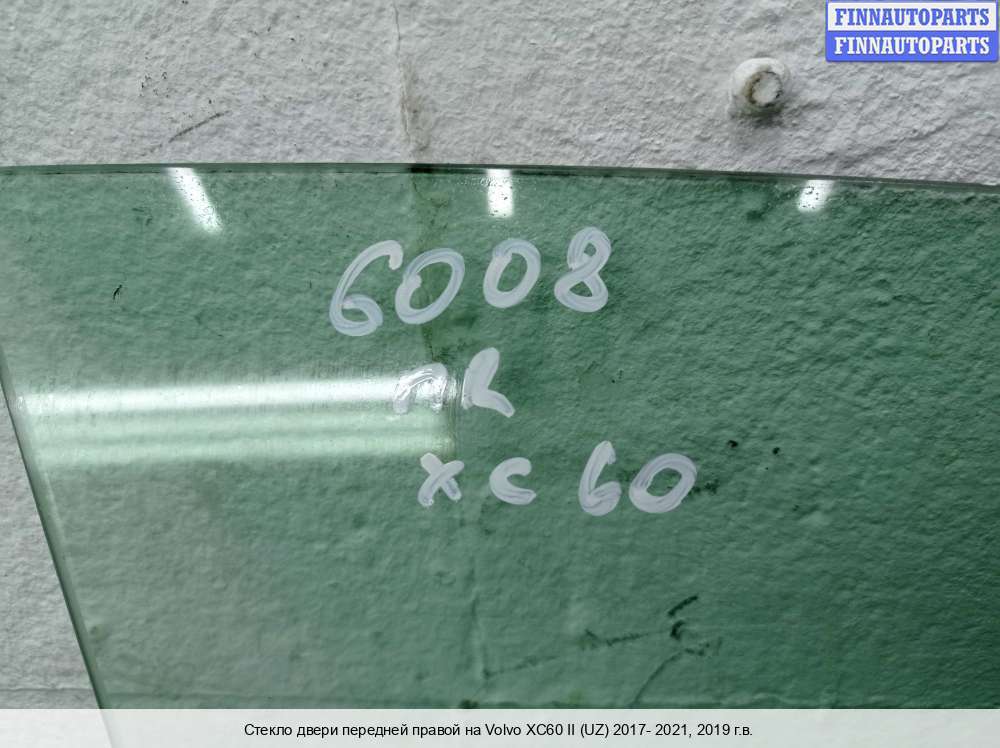 FINNAUTOPARTS
FINNAUTOPARTS
6008
XC60
Стекло двери передней правой на Volvo XC60 II (UZ) 2017- 2021, 2019 г.в.